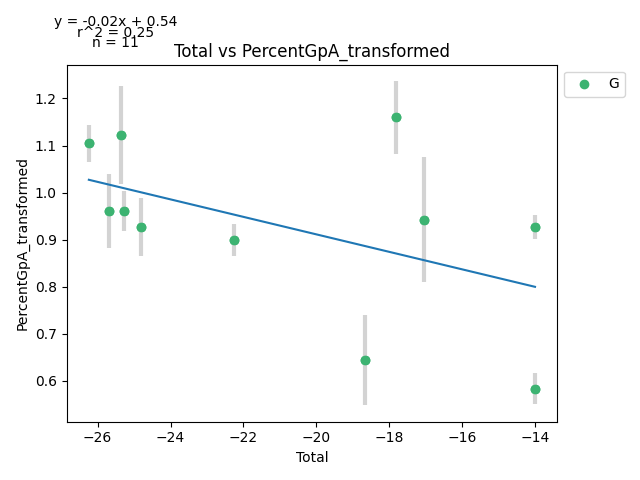 y = -0.02x + 0.54
r^2 = 0.25
n = 11
Total vs PercentGpA_transformed
G
1.2
1.1
1.0
0.9
0.8
0.7
0.6
PercentGpA_transformed
−26 −24 −22 −20 −18 −16 −14
Total